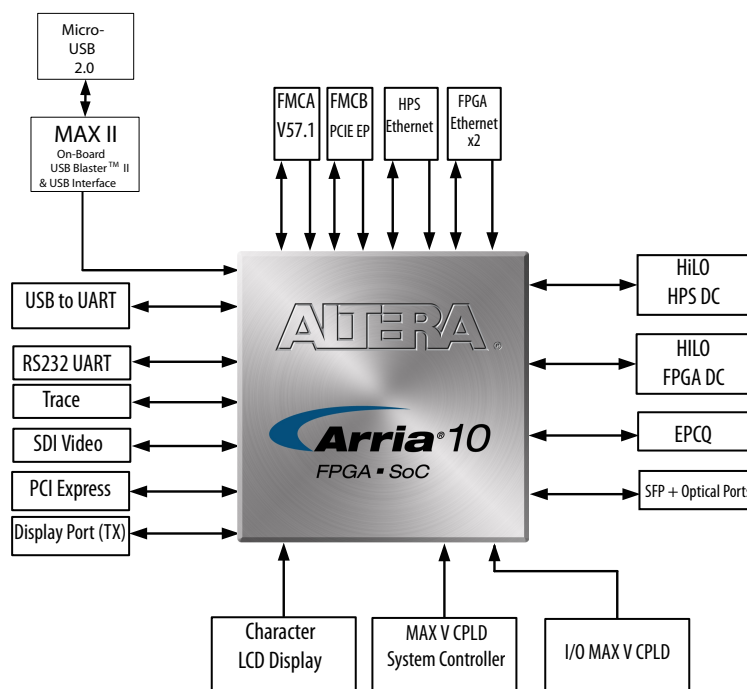 Micro-
USB
2.0
MAX II
On-Board
USB Blaster™ II
& USB Interface
FMCA
V57.1
FMCB
PCIE EP
HPS
Ethernet
FPGA
Ethernet
x2
USB to UART
RS232 UART
Trace
SDI Video
PCI Express
Display Port (TX)
ALTERA®
Arria® 10
FPGA ▪ SoC
HiLO
HPS DC
HILO
FPGA DC
EPCQ
SFP + Optical Ports
Character
LCD Display
MAX V CPLD
System Controller
I/O MAX V CPLD